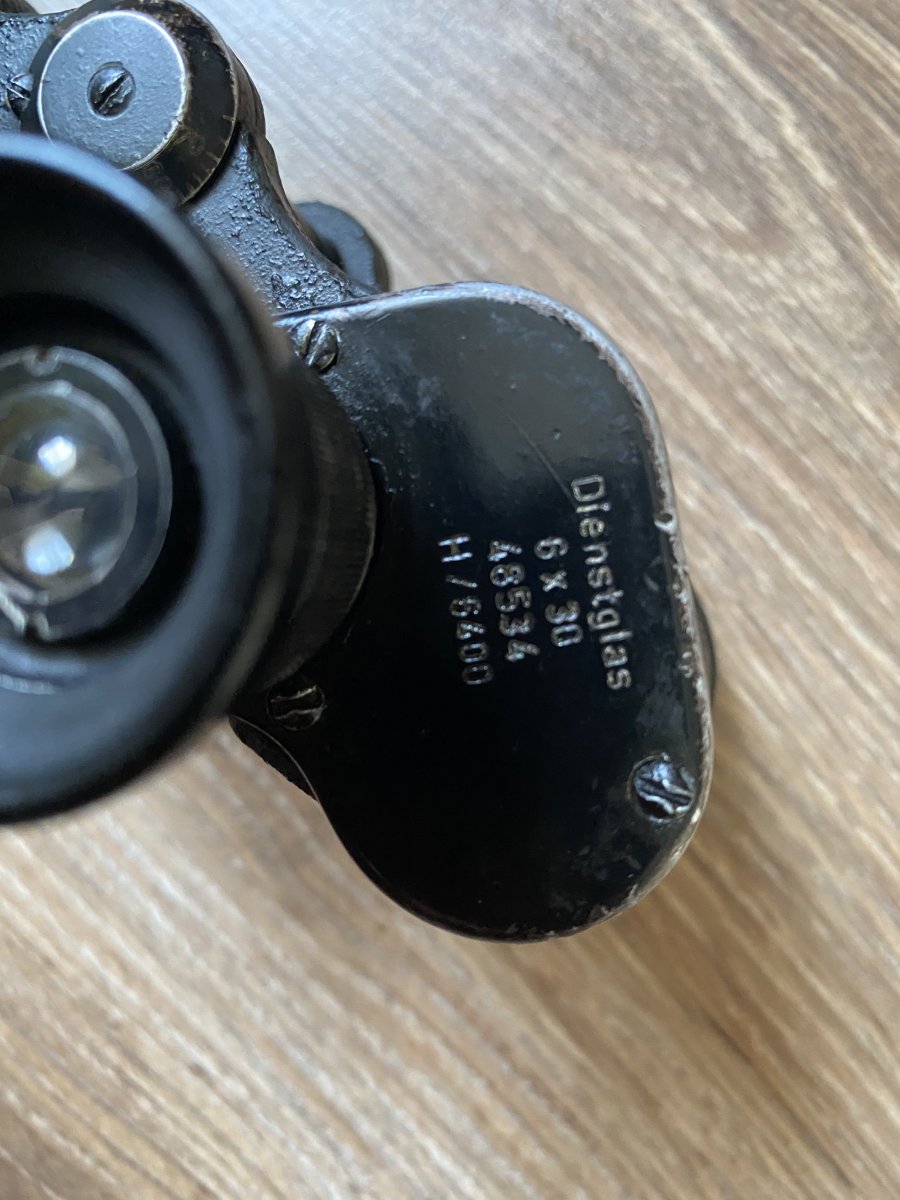 Dienstglas
6 x 30
48534
H / 6400